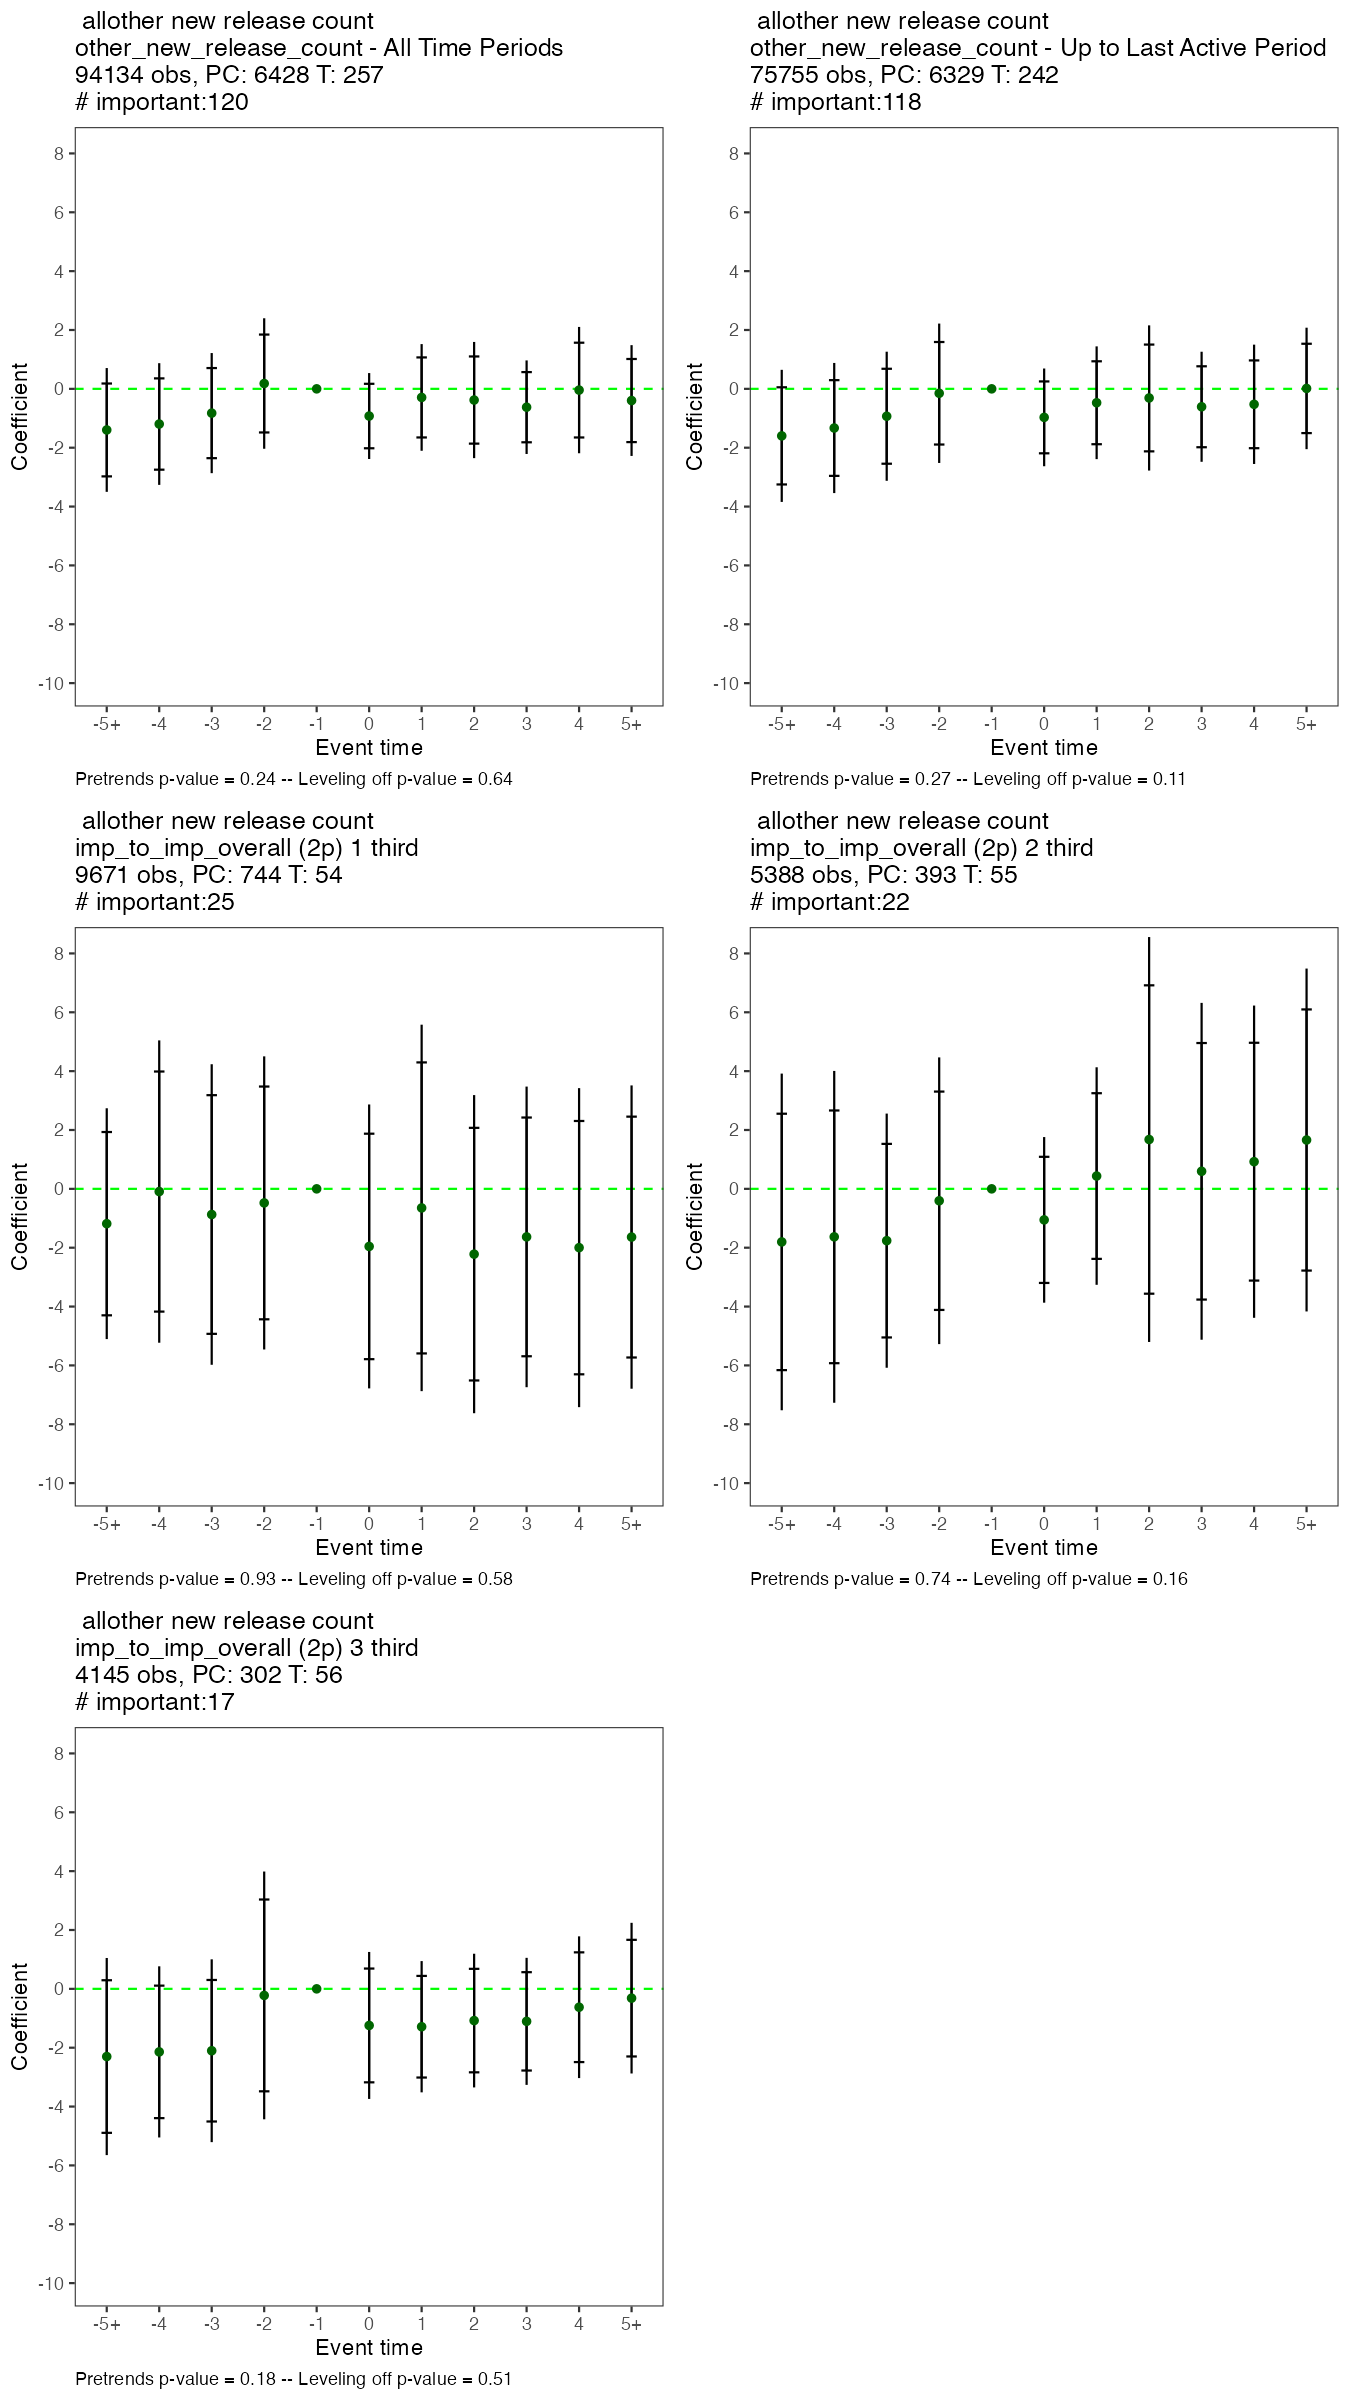 allother new release count
other_new_release_count - All Time Periods
94134 obs, PC: 6428 T: 257
# important:120
8
6
4
2
0
-2
-4
-6
-8
-10
Coefficient
-5+ -4 -3 -2 -1 0 1 2 3 4 5+
Event time
Pretrends p-value = 0.24 -- Leveling off p-value = 0.64
allother new release count
other_new_release_count - Up to Last Active Period
75755 obs, PC: 6329 T: 242
# important:118
8
6
4
2
0
-2
-4
-6
-8
-10
Coefficient
-5+ -4 -3 -2 -1 0 1 2 3 4 5+
Event time
Pretrends p-value = 0.27 -- Leveling off p-value = 0.11
allother new release count
imp_to_imp_overall (2p) 1 third
9671 obs, PC: 744 T: 54
# important:25
8
6
4
2
0
-2
-4
-6
-8
-10
Coefficient
-5+ -4 -3 -2 -1 0 1 2 3 4 5+
Event time
Pretrends p-value = 0.93 -- Leveling off p-value = 0.58
allother new release count
imp_to_imp_overall (2p) 2 third
5388 obs, PC: 393 T: 55
# important:22
8
6
4
2
0
-2
-4
-6
-8
-10
Coefficient
-5+ -4 -3 -2 -1 0 1 2 3 4 5+
Event time
Pretrends p-value = 0.74 -- Leveling off p-value = 0.16
allother new release count
imp_to_imp_overall (2p) 3 third
4145 obs, PC: 302 T: 56
# important:17
8
6
4
2
0
-2
-4
-6
-8
-10
Coefficient
-5+ -4 -3 -2 -1 0 1 2 3 4 5+
Event time
Pretrends p-value = 0.18 -- Leveling off p-value = 0.51